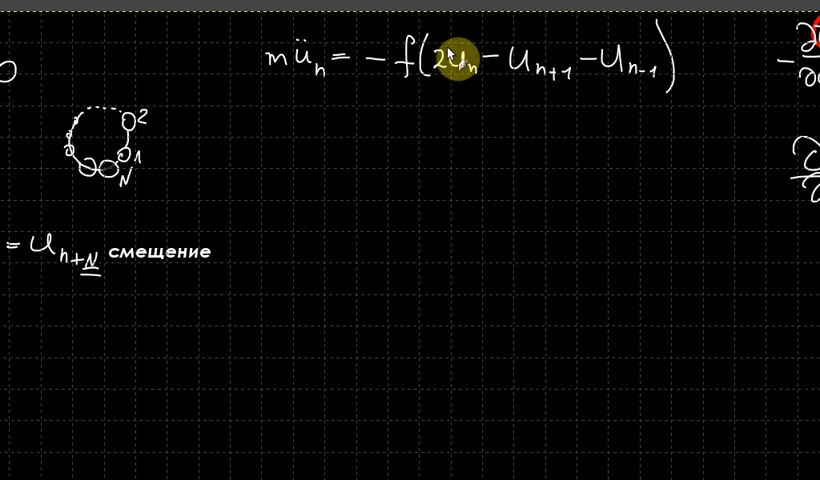 mü_n = -f(2u_n - u_{n+1} - u_{n-1})
2
1
N
= u_{n+N} смещение